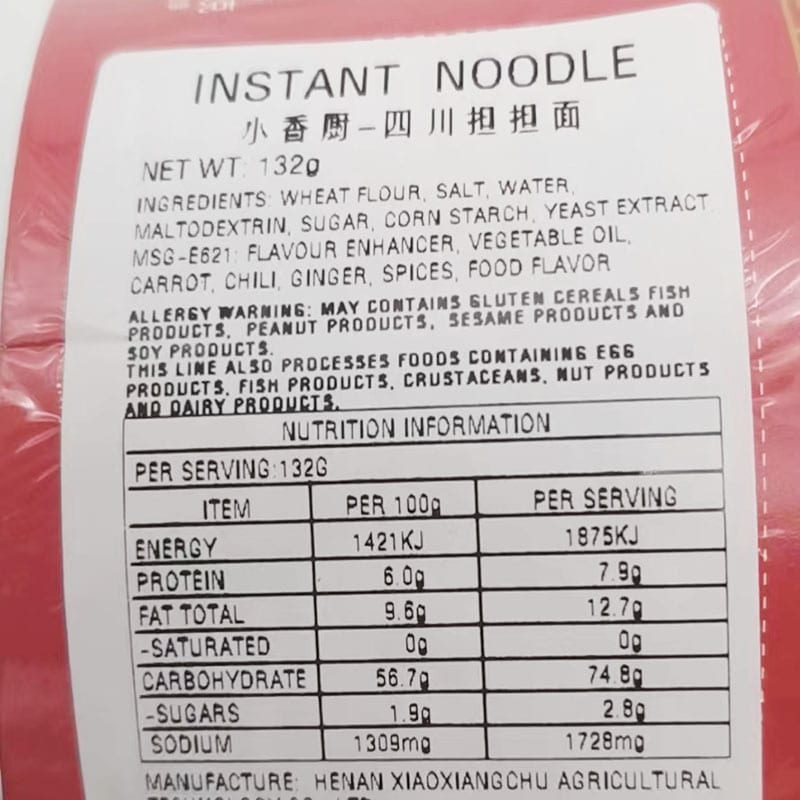 INSTANT NOODLE
小香厨-四川担担面
NET WT: 132g
INGREDIENTS: WHEAT FLOUR, SALT, WATER,
MALTODEXTRIN, SUGAR, CORN STARCH, YEAST EXTRACT
MSG-E621: FLAVOUR ENHANCER, VEGETABLE OIL,
CARROT, CHILI, GINGER, SPICES, FOOD FLAVOR
ALLERGY WARNING: MAY CONTAINS GLUTEN CEREALS FISH
PRODUCTS, PEANUT PRODUCTS, SESAME PRODUCTS AND
SOY PRODUCTS.
THIS LINE ALSO PROCESSES FOODS CONTAINING EGG
PRODUCTS, FISH PRODUCTS, CRUSTACEANS, NUT PRODUCTS
AND DAIRY PRODUCTS.
NUTRITION INFORMATION
PER SERVING:132G
ITEM PER 100g PER SERVING
ENERGY 1421KJ 1875KJ
PROTEIN 6.0g 7.9g
FAT TOTAL 9.6g 12.7g
-SATURATED 0g 0g
CARBOHYDRATE 56.7g 74.8g
-SUGARS 1.9g 2.8g
SODIUM 1309mg 1728mg
MANUFACTURE: HENAN XIAOXIANGCHU AGRICULTURAL